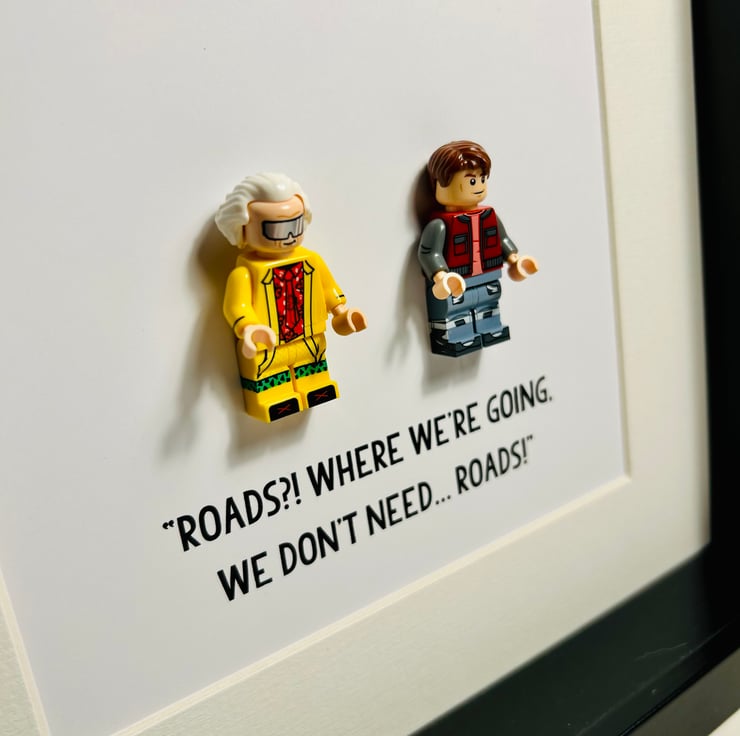 “ROADS?! WHERE WE'RE GOING.
WE DON'T NEED... ROADS!”